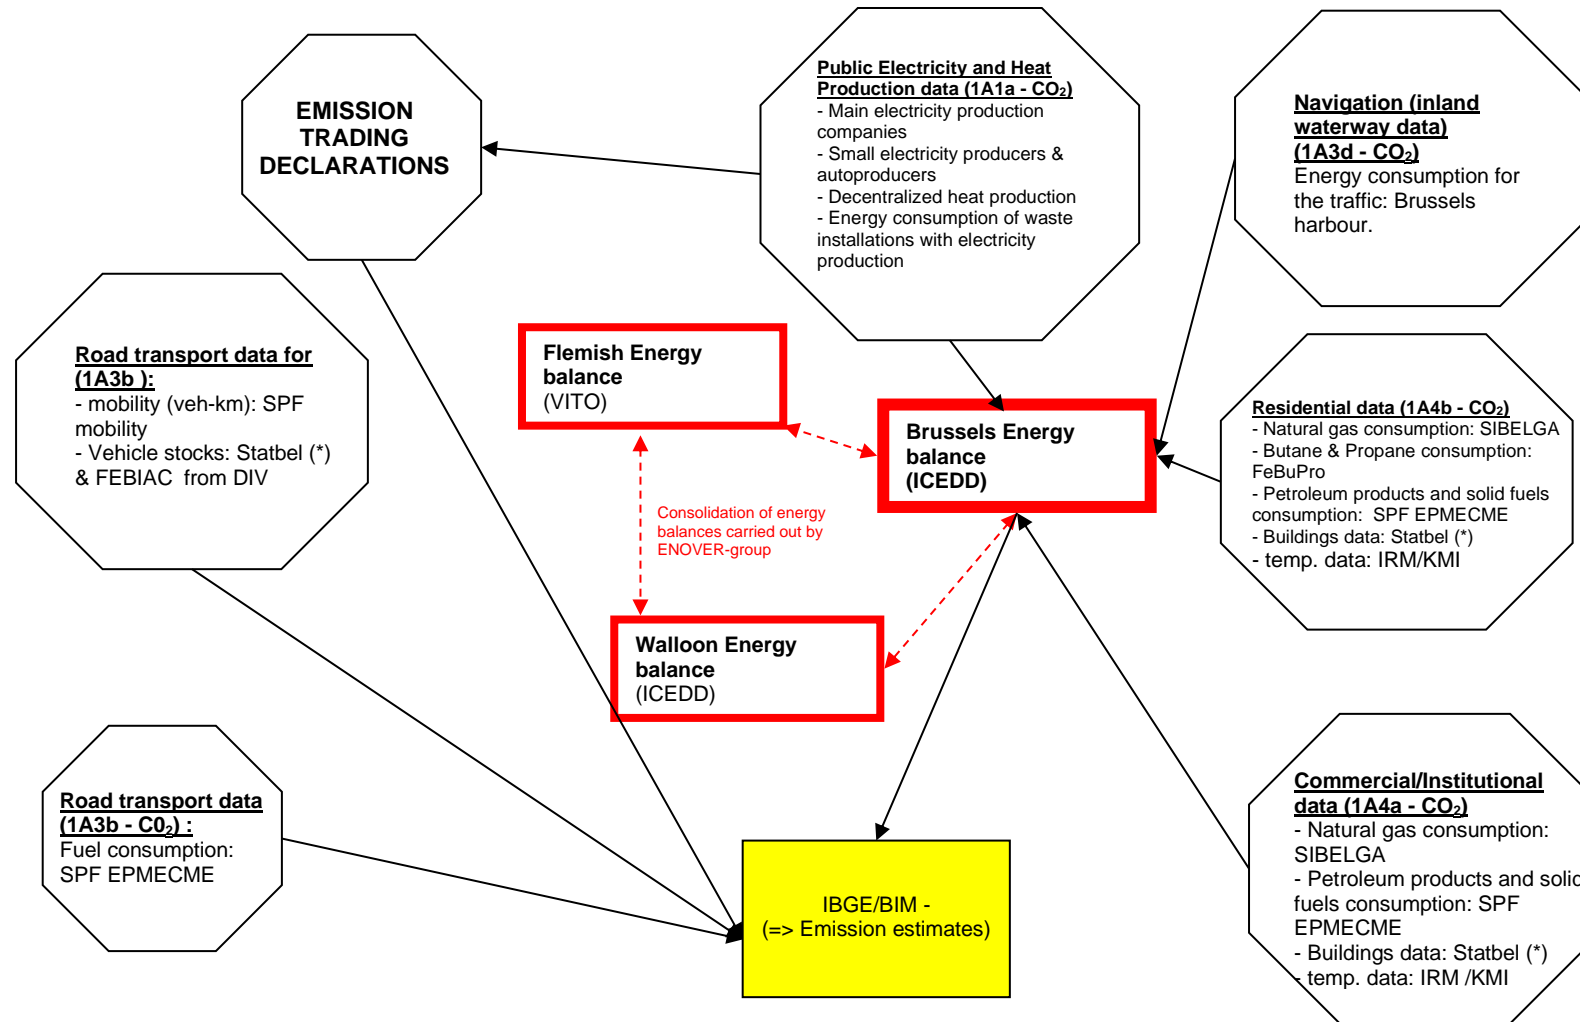 EMISSION
TRADING
DECLARATIONS
Public Electricity and Heat
Production data (1A1a - CO₂)
- Main electricity production
companies
- Small electricity producers &
autoproducers
- Decentralized heat production
- Energy consumption of waste
installations with electricity
production
Navigation (inland
waterway data)
(1A3d - CO₂)
Energy consumption for
the traffic: Brussels
harbour.
Road transport data for
(1A3b ):
- mobility (veh-km): SPF
mobility
- Vehicle stocks: Statbel (*)
& FEBIAC from DIV
Flemish Energy
balance
(VITO)
Brussels Energy
balance
(ICEDD)
Residential data (1A4b - CO₂)
- Natural gas consumption: SIBELGA
- Butane & Propane consumption:
FeBuPro
- Petroleum products and solid fuels
consumption: SPF EPMECME
- Buildings data: Statbel (*)
- temp. data: IRM/KMI
Consolidation of energy
balances carried out by
ENOVER-group
Walloon Energy
balance
(ICEDD)
Road transport data
(1A3b - C0₂) :
Fuel consumption:
SPF EPMECME
IBGE/BIM -
(=> Emission estimates)
Commercial/Institutional
data (1A4a - CO₂)
- Natural gas consumption:
SIBELGA
- Petroleum products and solid
fuels consumption: SPF
EPMECME
- Buildings data: Statbel (*)
- temp. data: IRM /KMI